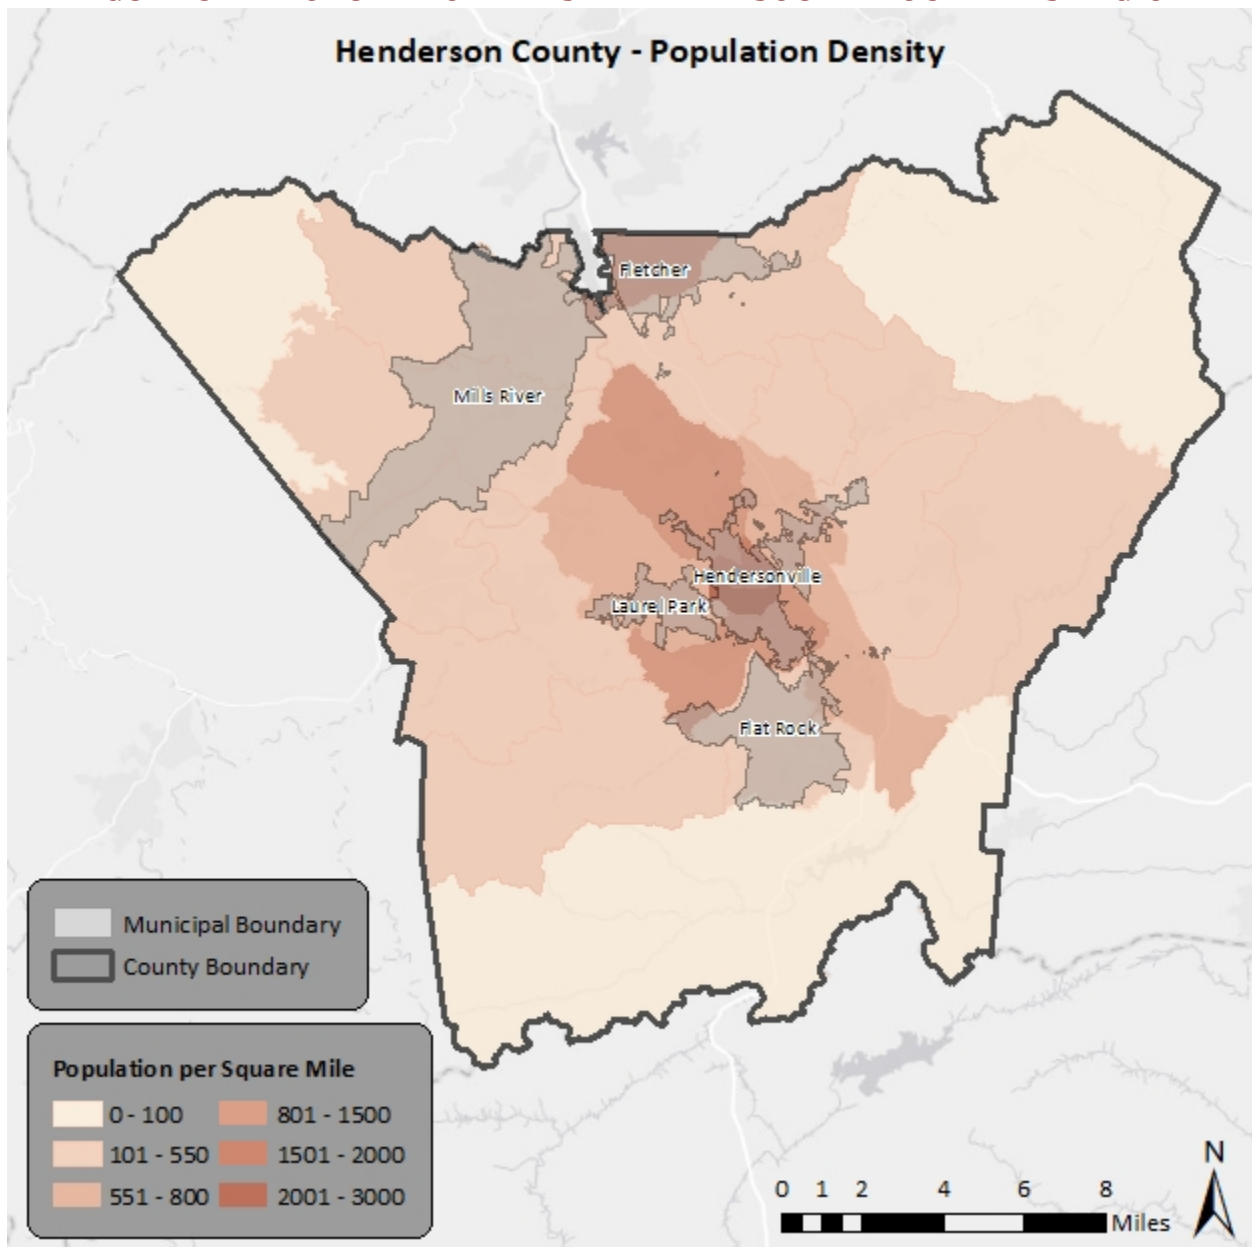 Henderson County - Population Density
Fletcher
Mills River
Hendersonville
Laurel Park
Flat Rock
Municipal Boundary
County Boundary
Population per Square Mile
0 - 100
801 - 1500
101 - 550
1501 - 2000
551 - 800
2001 - 3000
N
0 1 2 4 6 8
Miles